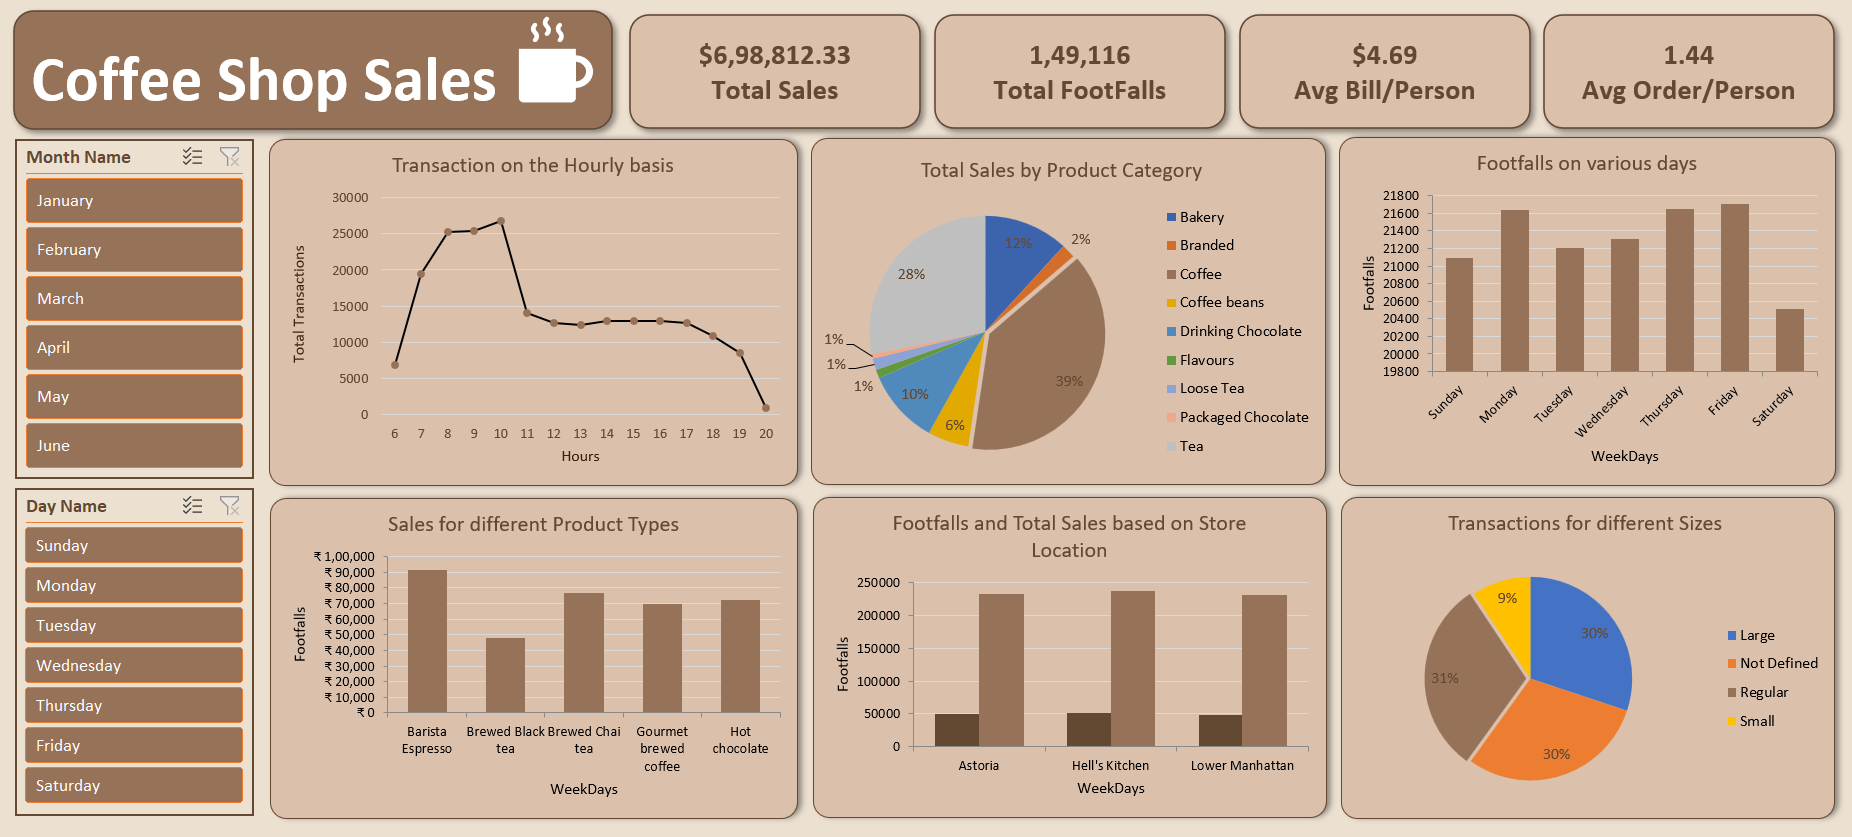 Coffee Shop Sales
$6,98,812.33
Total Sales
1,49,116
Total FootFalls
$4.69
Avg Bill/Person
1.44
Avg Order/Person
Month Name
January
February
March
April
May
June
Day Name
Sunday
Monday
Tuesday
Wednesday
Thursday
Friday
Saturday
Transaction on the Hourly basis
Total Transactions
30000
25000
20000
15000
10000
5000
0
6 7 8 9 10 11 12 13 14 15 16 17 18 19 20
Hours
Total Sales by Product Category
12%
2%
39%
6%
10%
1%
1%
1%
28%
Bakery
Branded
Coffee
Coffee beans
Drinking Chocolate
Flavours
Loose Tea
Packaged Chocolate
Tea
Footfalls on various days
Footfalls
21800
21600
21400
21200
21000
20800
20600
20400
20200
20000
19800
Sunday Monday Tuesday Wednesday Thursday Friday Saturday
WeekDays
Sales for different Product Types
Footfalls
₹ 1,00,000
₹ 90,000
₹ 80,000
₹ 70,000
₹ 60,000
₹ 50,000
₹ 40,000
₹ 30,000
₹ 20,000
₹ 10,000
₹ 0
Barista
Espresso
Brewed Black
tea
Brewed Chai
tea
Gourmet
brewed
coffee
Hot
chocolate
WeekDays
Footfalls and Total Sales based on Store
Location
Footfalls
250000
200000
150000
100000
50000
0
Astoria Hell's Kitchen Lower Manhattan
WeekDays
Transactions for different Sizes
30%
30%
31%
9%
Large
Not Defined
Regular
Small